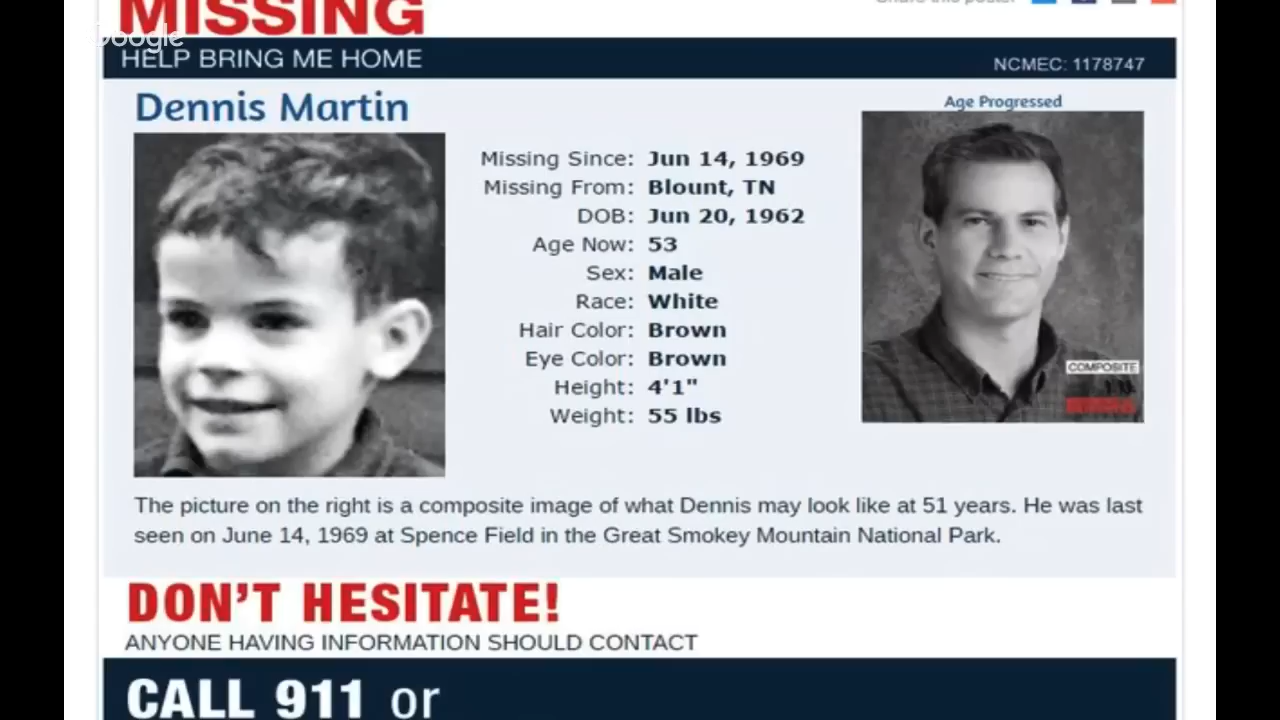 MISSING
Share this poster
Google
HELP BRING ME HOME
NCMEC: 1178747
Dennis Martin
Age Progressed
Missing Since: Jun 14, 1969
Missing From: Blount, TN
DOB: Jun 20, 1962
Age Now: 53
Sex: Male
Race: White
Hair Color: Brown
Eye Color: Brown
Height: 4'1"
Weight: 55 lbs
COMPOSITE
The picture on the right is a composite image of what Dennis may look like at 51 years. He was last
seen on June 14, 1969 at Spence Field in the Great Smokey Mountain National Park.
DON'T HESITATE!
ANYONE HAVING INFORMATION SHOULD CONTACT
CALL 911 or